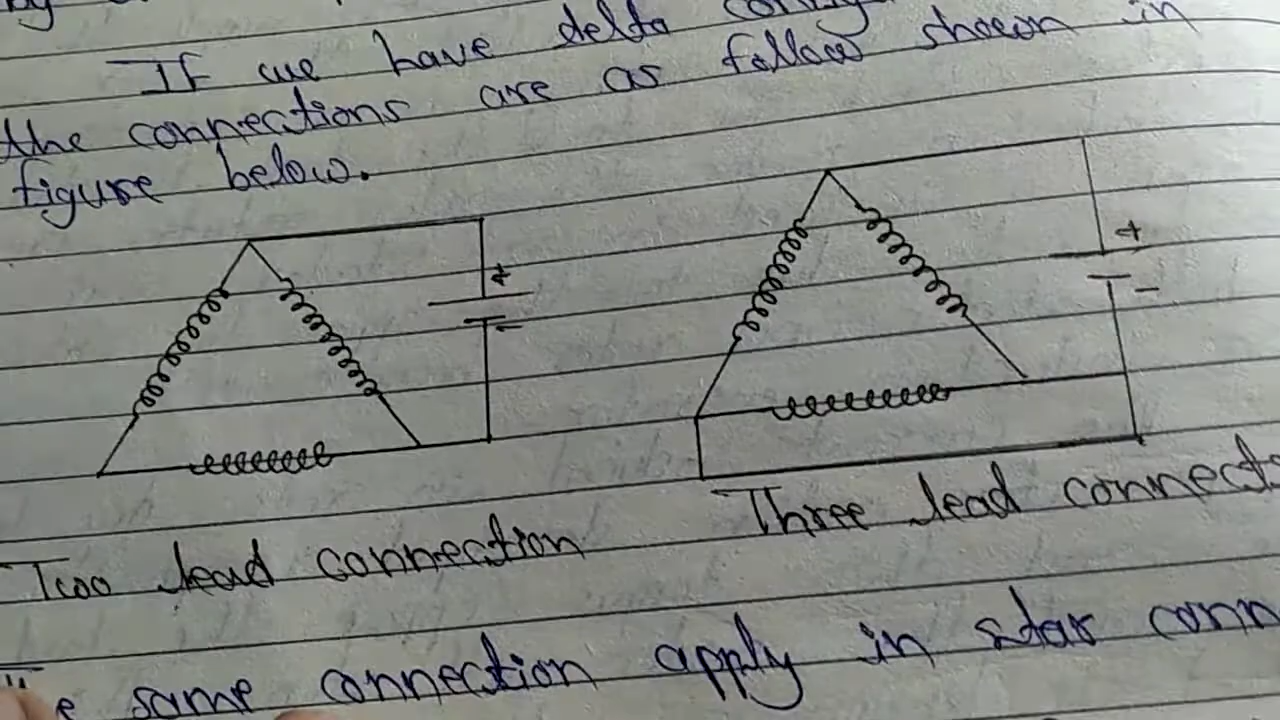 If we have delta
the connections are as follow shown in
figure below.
+
-
+
-
Two lead connection
Three lead connect
same connection apply in star conn